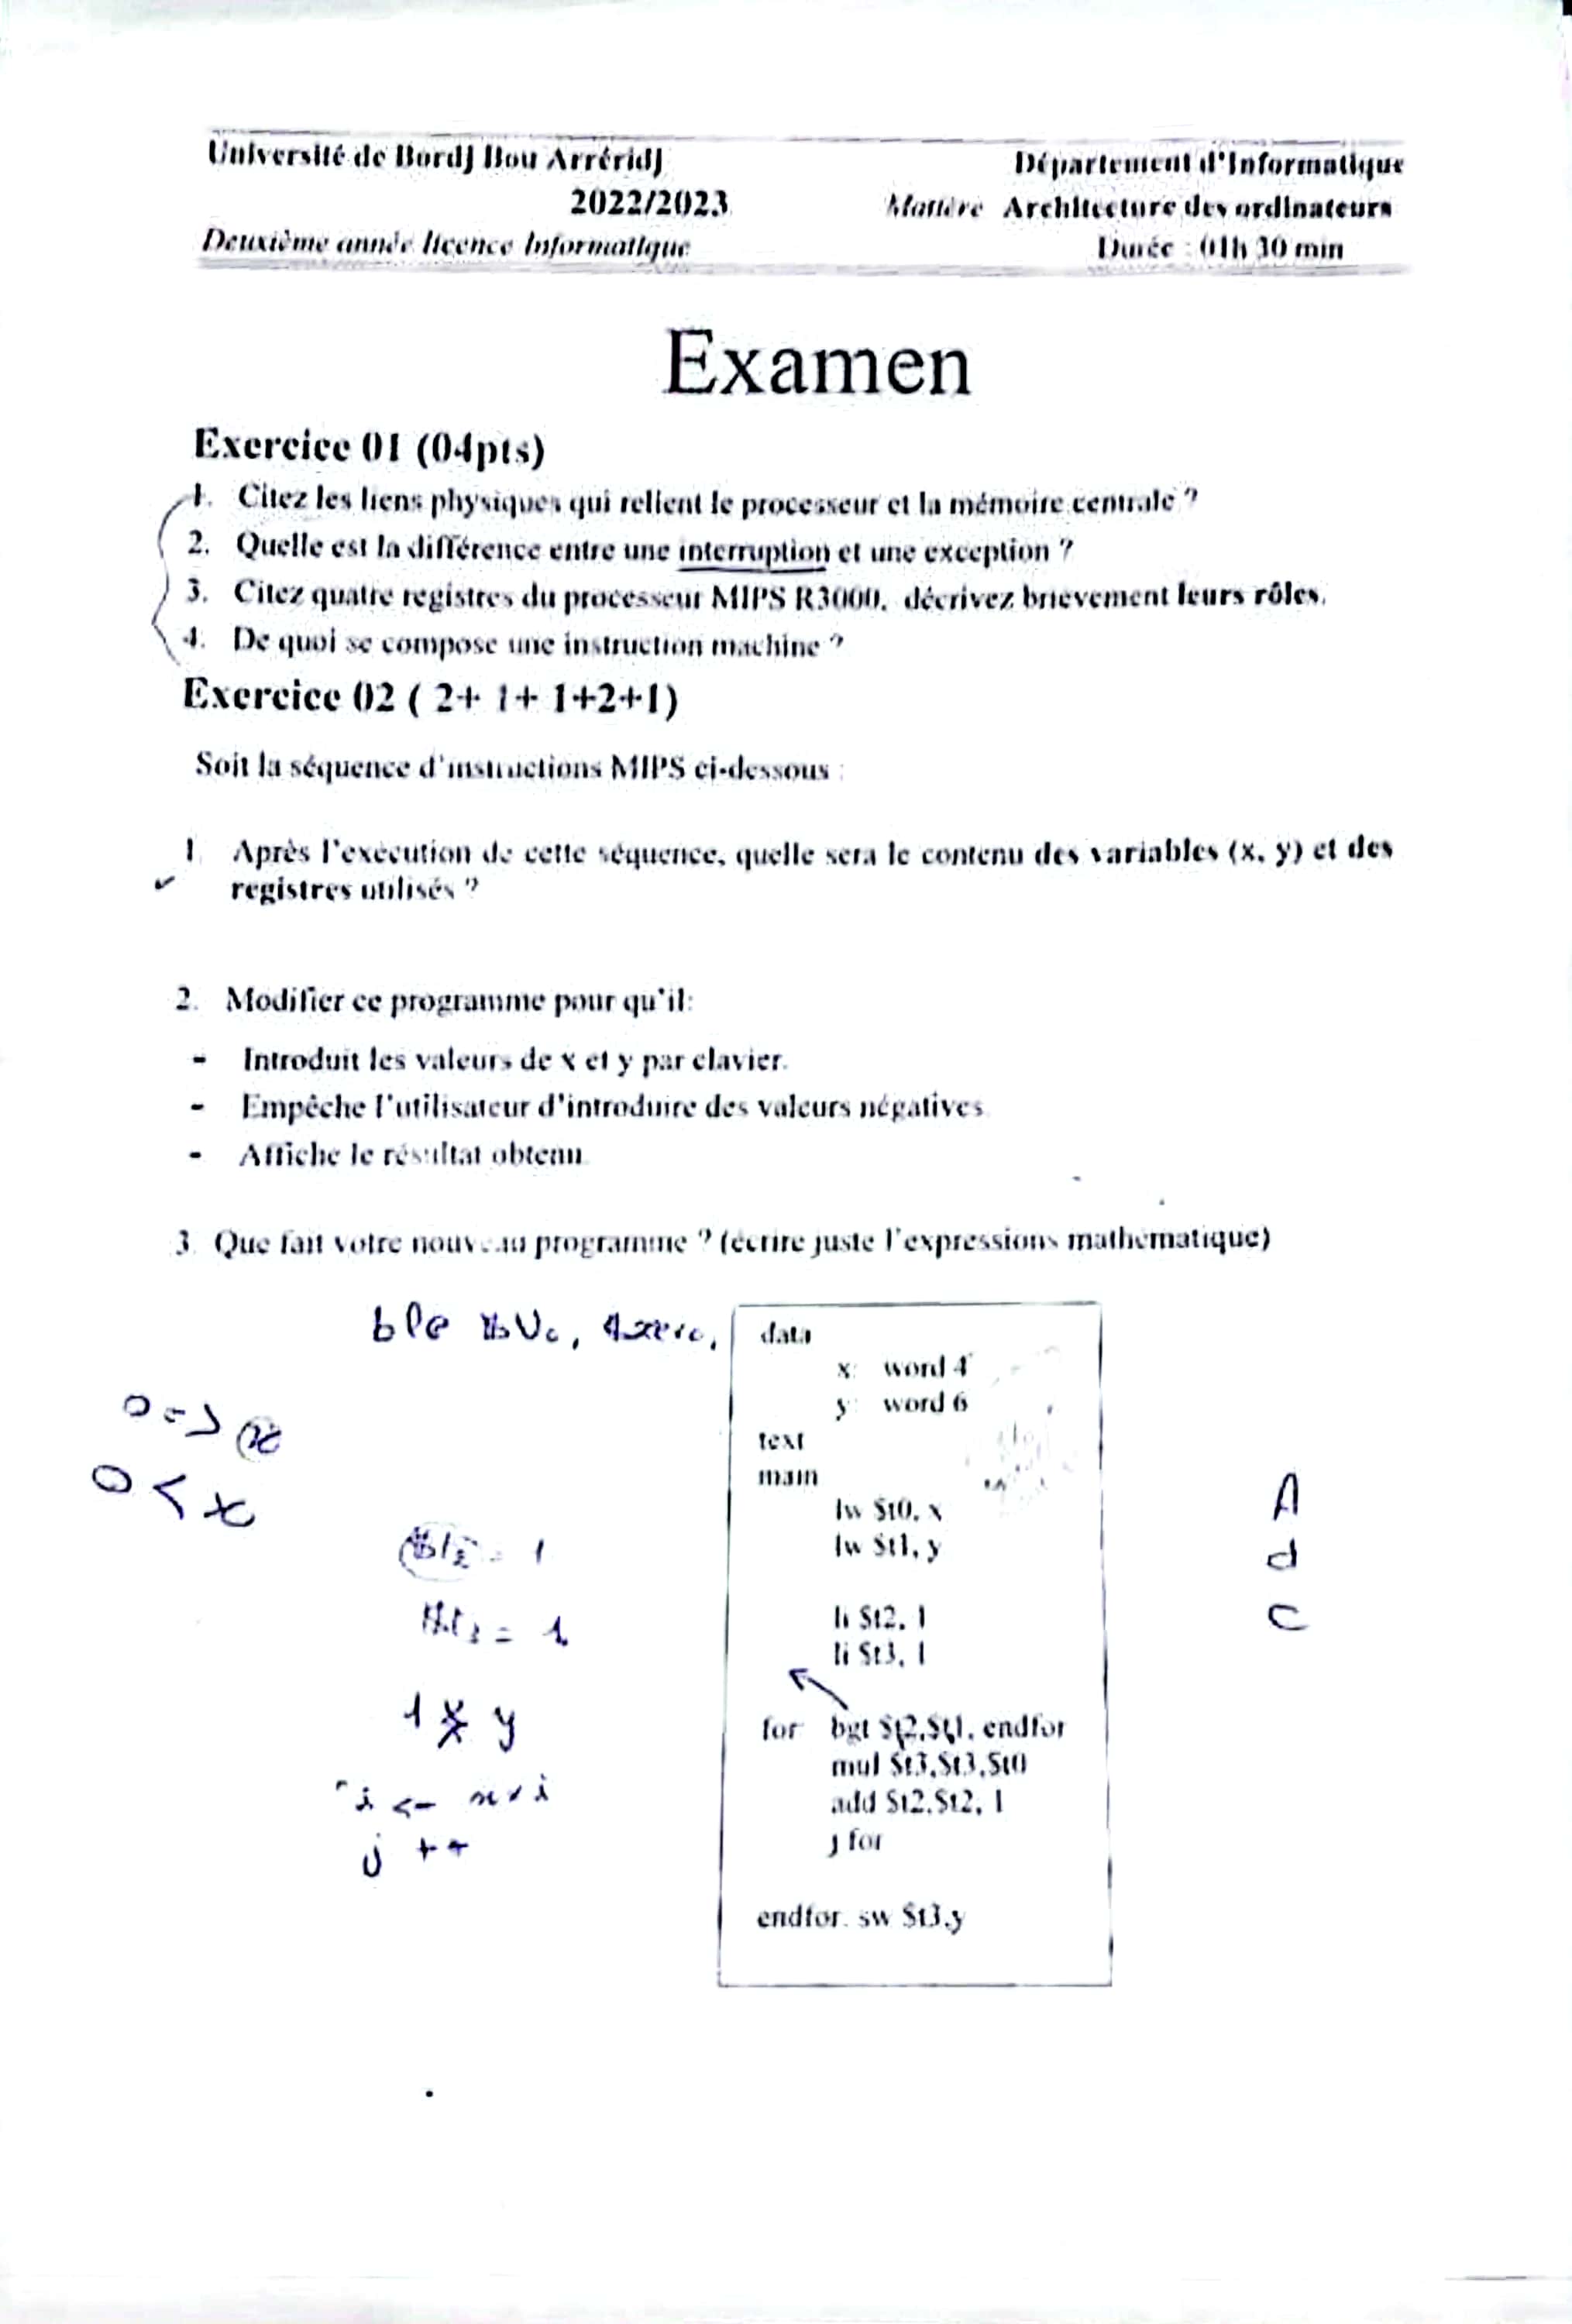 Université de Bordj Bou Arréridj
Département d'Informatique
2022/2023
Matière Architecture des ordinateurs
Deuxième année licence Informatique
Durée : 01h 30 min
Examen
Exercice 01 (04pts)
1. Citez les liens physiques qui relient le processeur et la mémoire centrale ?
2. Quelle est la différence entre une interruption et une exception ?
3. Citez quatre registres du processeur MIPS R3000, décrivez brièvement leurs rôles.
4. De quoi se compose une instruction machine ?
Exercice 02 ( 2+ 1+ 1+2+1)
Soit la séquence d'instructions MIPS ci-dessous :
1. Après l'exécution de cette séquence, quelle sera le contenu des variables (x, y) et des
registres utilisés ?
2. Modifier ce programme pour qu'il:
- Introduit les valeurs de x et y par clavier.
- Empêche l'utilisateur d'introduire des valeurs négatives
- Affiche le résultat obtenu
3. Que fait votre nouveau programme ? (écrire juste l'expressions mathématique)
ble $v0, $zero,
data
x: word 4
y: word 6
text
main
lw $t0, x
lw $t1, y
li $t2, 1
li $t3, 1
for bgt $t2,$t1, endfor
mul $t3,$t3,$t0
add $t2,$t2, 1
j for
endfor. sw $t3,y
0 => x
0 < x
$t2 = 1
$t3 = 1
1 * y
i <- x * i
j ++
A
d
c